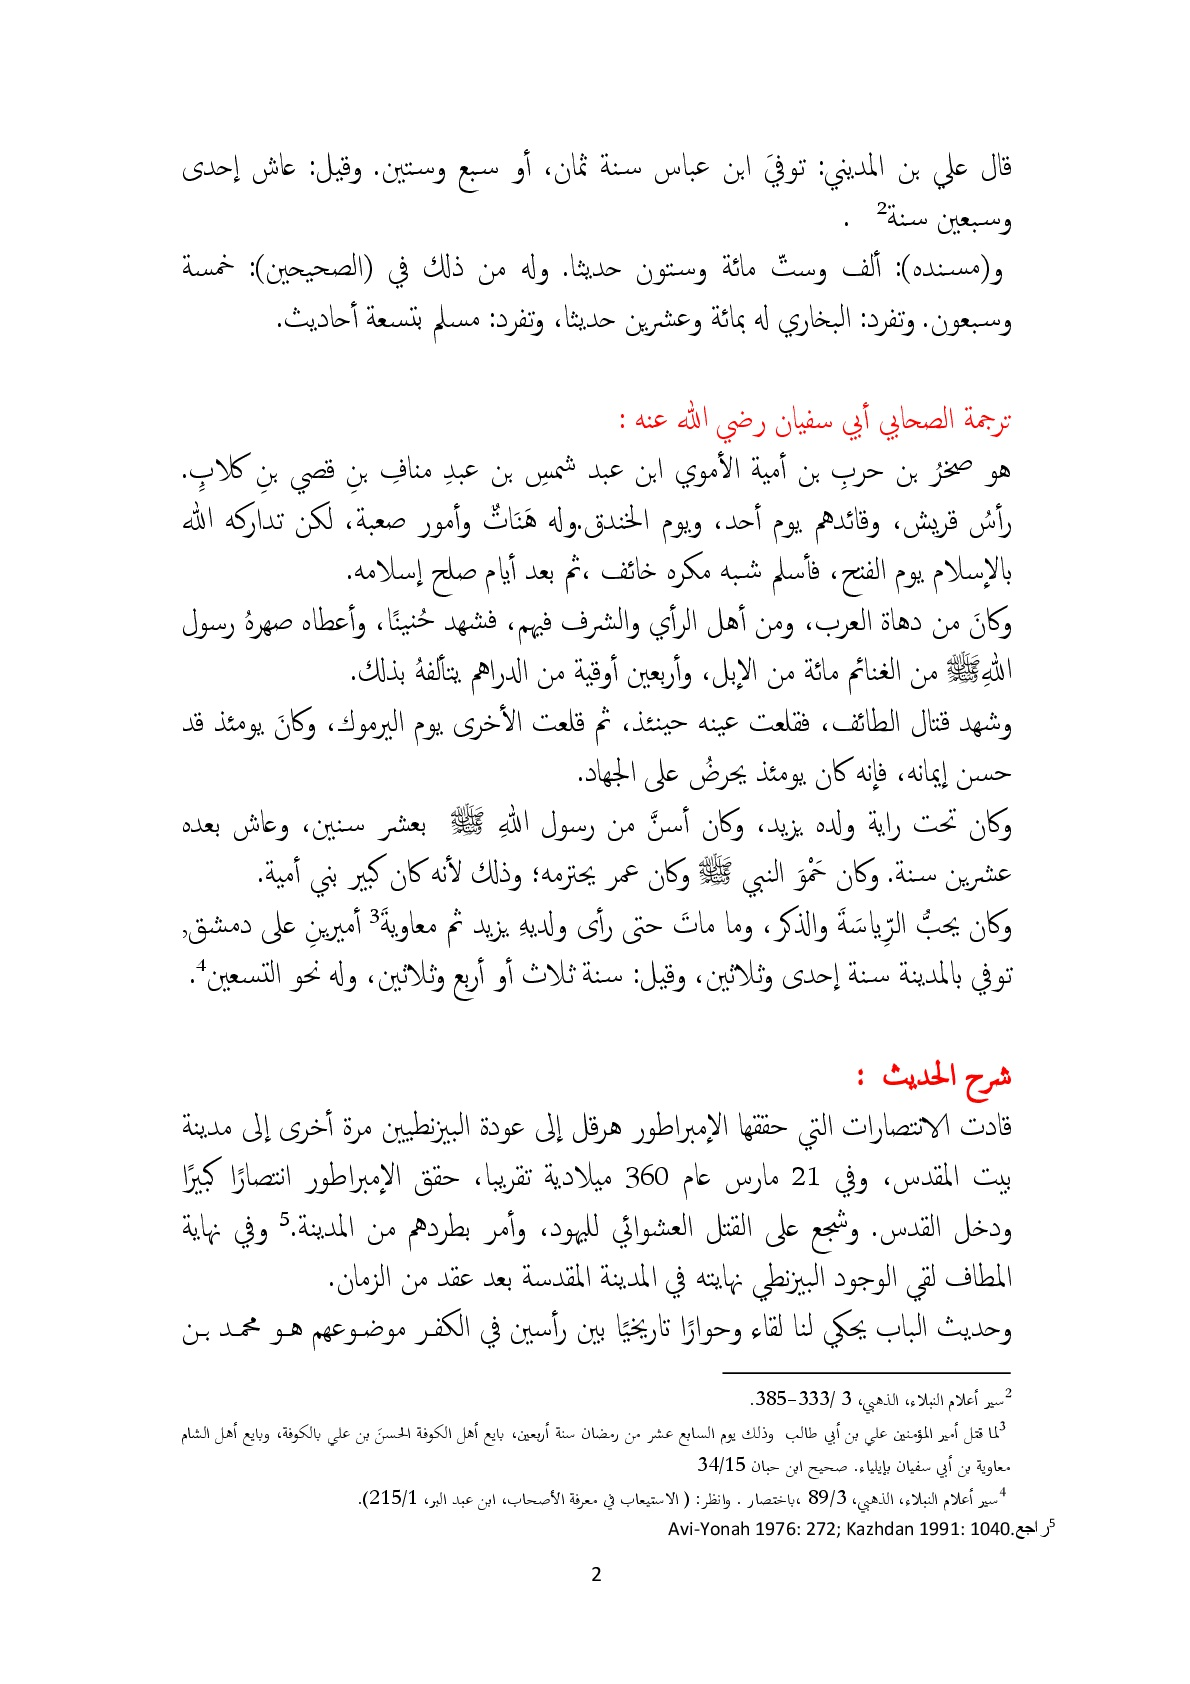 قال علي بن المديني: توفيَ ابن عباس سنة ثمان، أو سبع وستين. وقيل: عاش إحدى
وسبعين سنة2 .
و(مسنده): ألف وستّ مائة وستون حديثا. وله من ذلك في (الصحيحين): خمسة
وسبعون. وتفرد: البخاري له بمائة وعشرين حديثا، وتفرد: مسلم بتسعة أحاديث.
ترجمة الصحابي أبي سفيان رضي الله عنه :
هو صخرُ بن حربِ بن أمية الأموي ابن عبد شمسِ بن عبدِ منافِ بنِ قصي بنِ كلابٍ.
رأسُ قريش، وقائدهم يوم أحد، ويوم الخندق.وله هَنَاتٌ وأمور صعبة، لكن تداركه الله
بالإسلام يوم الفتح، فأسلم شبه مكره خائف ،ثم بعد أيام صلح إسلامه.
وكانَ من دهاة العرب، ومن أهل الرأي والشرف فيهم، فشهد حُنينًا، وأعطاه صهرهُ رسول
اللهِ ﷺ من الغنائم مائة من الإبل، وأربعين أوقية من الدراهم يتألفهُ بذلك.
وشهد قتال الطائف، فقلعت عينه حينئذ، ثم قلعت الأخرى يوم اليرموك، وكانَ يومئذ قد
حسن إيمانه، فإنه كان يومئذ يحرضُ على الجهاد.
وكان تحت راية ولده يزيد، وكان أسنَّ من رسول اللهِ ﷺ بعشر سنين، وعاش بعده
عشرين سنة. وكان حَمْوَ النبي ﷺ وكان عمر يحترمه؛ وذلك لأنه كان كبير بني أمية.
وكان يحبُّ الرِّياسَةَ والذكر، وما ماتَ حتى رأى ولديهِ يزيد ثم معاويةَ3 أميرينِ على دمشق,
توفي بالمدينة سنة إحدى وثلاثين، وقيل: سنة ثلاث أو أربع وثلاثين، وله نحو التسعين4.
شرح الحديث :
قادت الانتصارات التي حققها الإمبراطور هرقل إلى عودة البيزنطيين مرة أخرى إلى مدينة
بيت المقدس، وفي 21 مارس عام 360 ميلادية تقريبا، حقق الإمبراطور انتصارًا كبيرًا
ودخل القدس. وشجع على القتل العشوائي لليهود، وأمر بطردهم من المدينة.5 وفي نهاية
المطاف لقي الوجود البيزنطي نهايته في المدينة المقدسة بعد عقد من الزمان.
وحديث الباب يحكي لنا لقاء وحوارًا تاريخيًا بين رأسين في الكفر موضوعهم هو محمد بن
2سير أعلام النبلاء، الذهبي، 3 /333–385.
3لما قتل أمير المؤمنين علي بن أبي طالب وذلك يوم السابع عشر من رمضان سنة أربعين، بايع أهل الكوفة الحسنَ بن علي بالكوفة، وبايع أهل الشام
معاوية بن أبي سفيان بإيلياء. صحيح ابن حبان 34/15
4سير أعلام النبلاء، الذهبي، 89/3 ،باختصار . وانظر: ( الاستيعاب في معرفة الأصحاب، ابن عبد البر، 215/1).
5راجع.Avi-Yonah 1976: 272; Kazhdan 1991: 1040
2